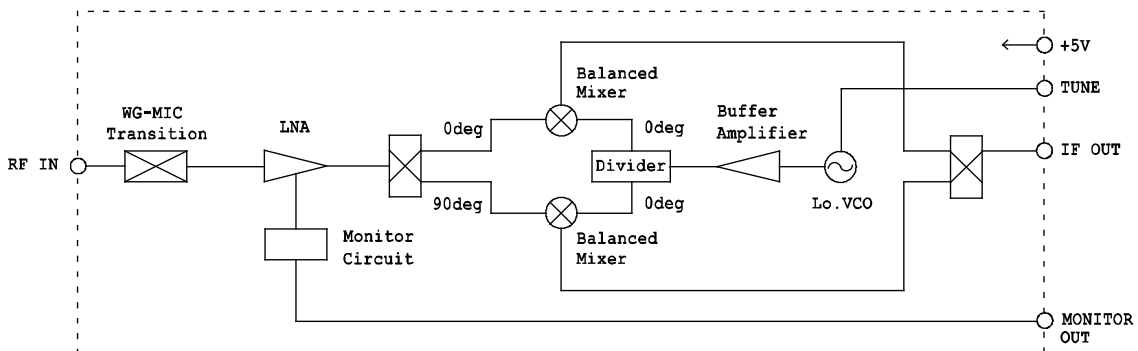 +5V
Balanced
Mixer
TUNE
WG-MIC
Transition
LNA
0deg
0deg
Buffer
Amplifier
RF IN
Divider
IF OUT
90deg
0deg
Lo.VCO
Monitor
Circuit
Balanced
Mixer
MONITOR
OUT